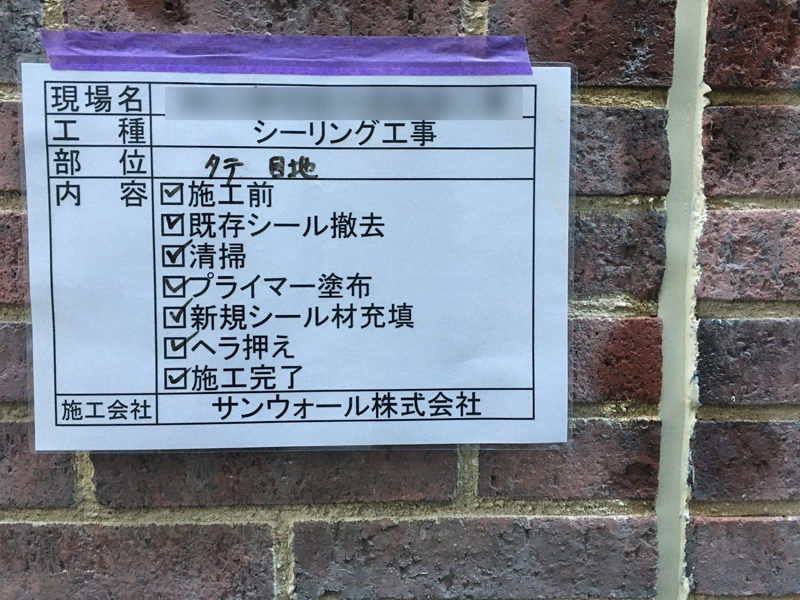 現場名
工種 シーリング工事
部位 タテ 目地
内容 ☑施工前
☑既存シール撤去
☑清掃
☑プライマー塗布
☑新規シール材充填
☑ヘラ押え
☑施工完了
施工会社 サンウォール株式会社